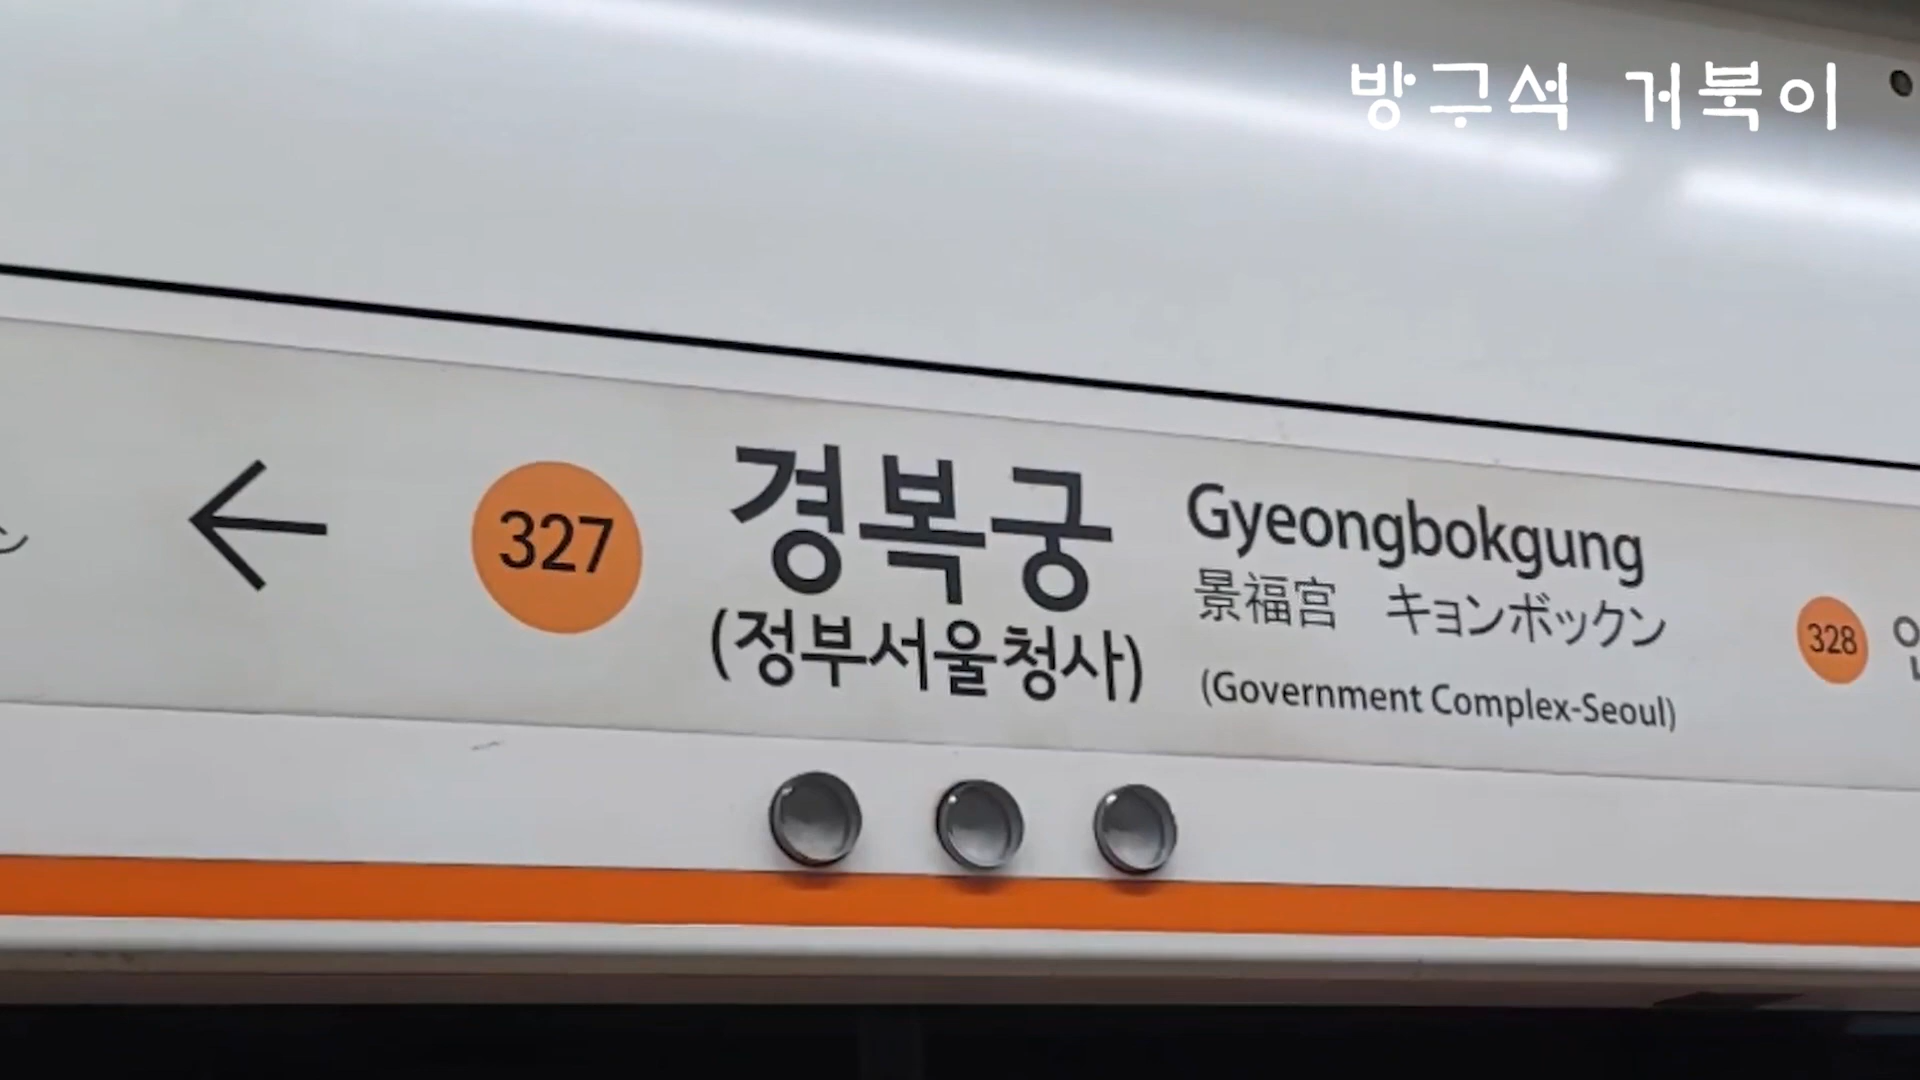 방구석 거북이
327
경복궁
(정부서울청사)
Gyeongbokgung
景福宮 キョンボックン
(Government Complex-Seoul)
328